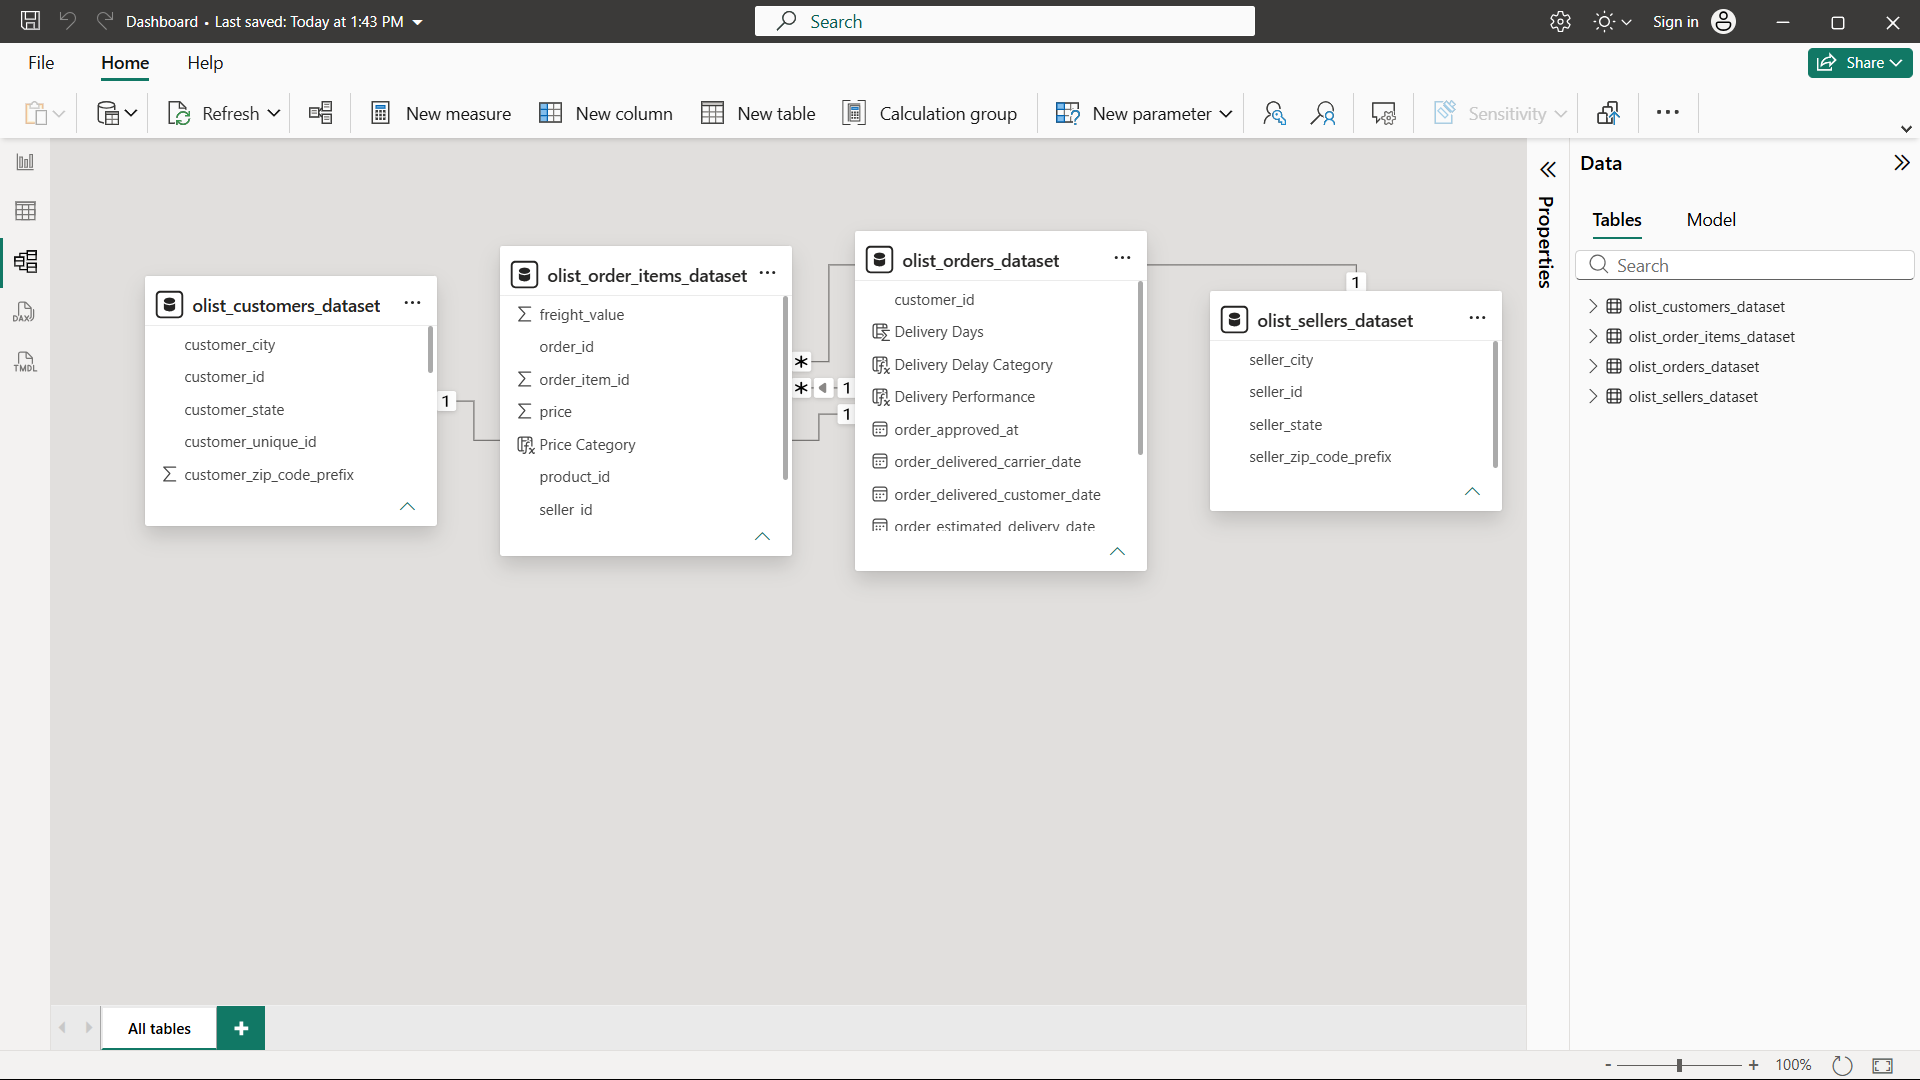 Dashboard • Last saved: Today at 1:43 PM
Search
Sign in
File
Home
Help
Share
Refresh
New measure
New column
New table
Calculation group
New parameter
Sensitivity
DAX
TMDL
olist_customers_dataset
customer_city
customer_id
customer_state
customer_unique_id
customer_zip_code_prefix
1
olist_order_items_dataset
freight_value
order_id
order_item_id
price
Price Category
product_id
seller_id
*
*
1
1
olist_orders_dataset
customer_id
Delivery Days
Delivery Delay Category
Delivery Performance
order_approved_at
order_delivered_carrier_date
order_delivered_customer_date
order_estimated_delivery_date
1
olist_sellers_dataset
seller_city
seller_id
seller_state
seller_zip_code_prefix
Properties
Data
Tables
Model
Search
olist_customers_dataset
olist_order_items_dataset
olist_orders_dataset
olist_sellers_dataset
All tables
+
- + 100%